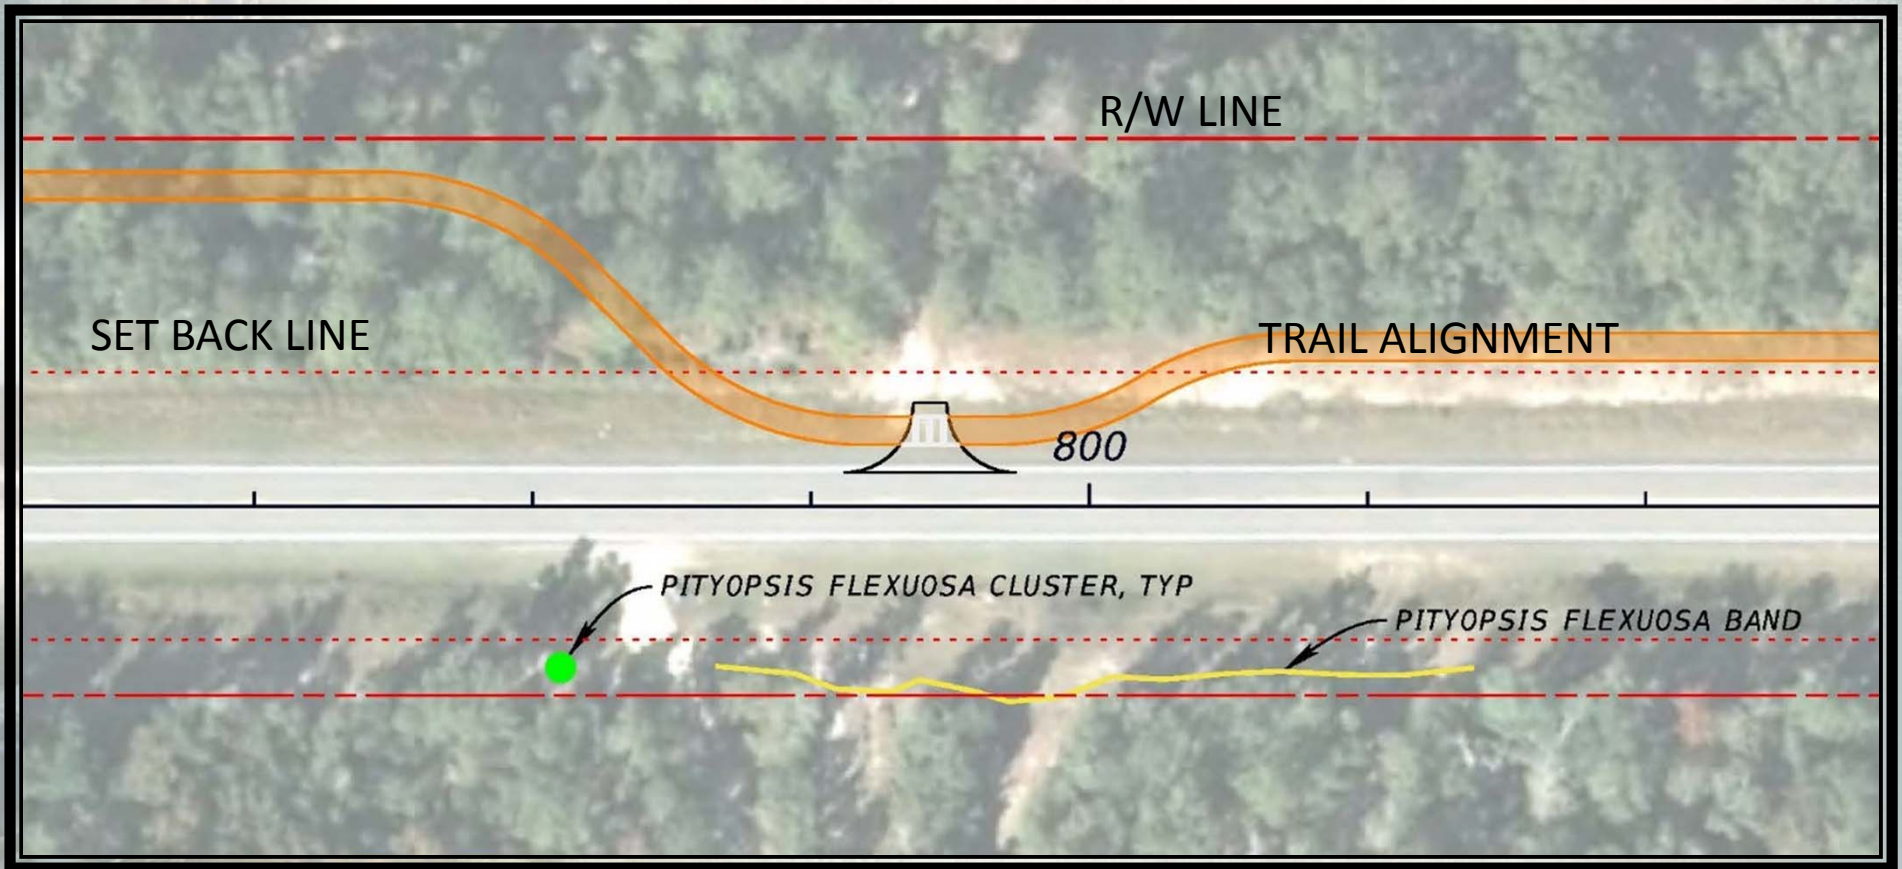 R/W LINE
SET BACK LINE
TRAIL ALIGNMENT
800
PITYOPSIS FLEXUOSA CLUSTER, TYP
PITYOPSIS FLEXUOSA BAND